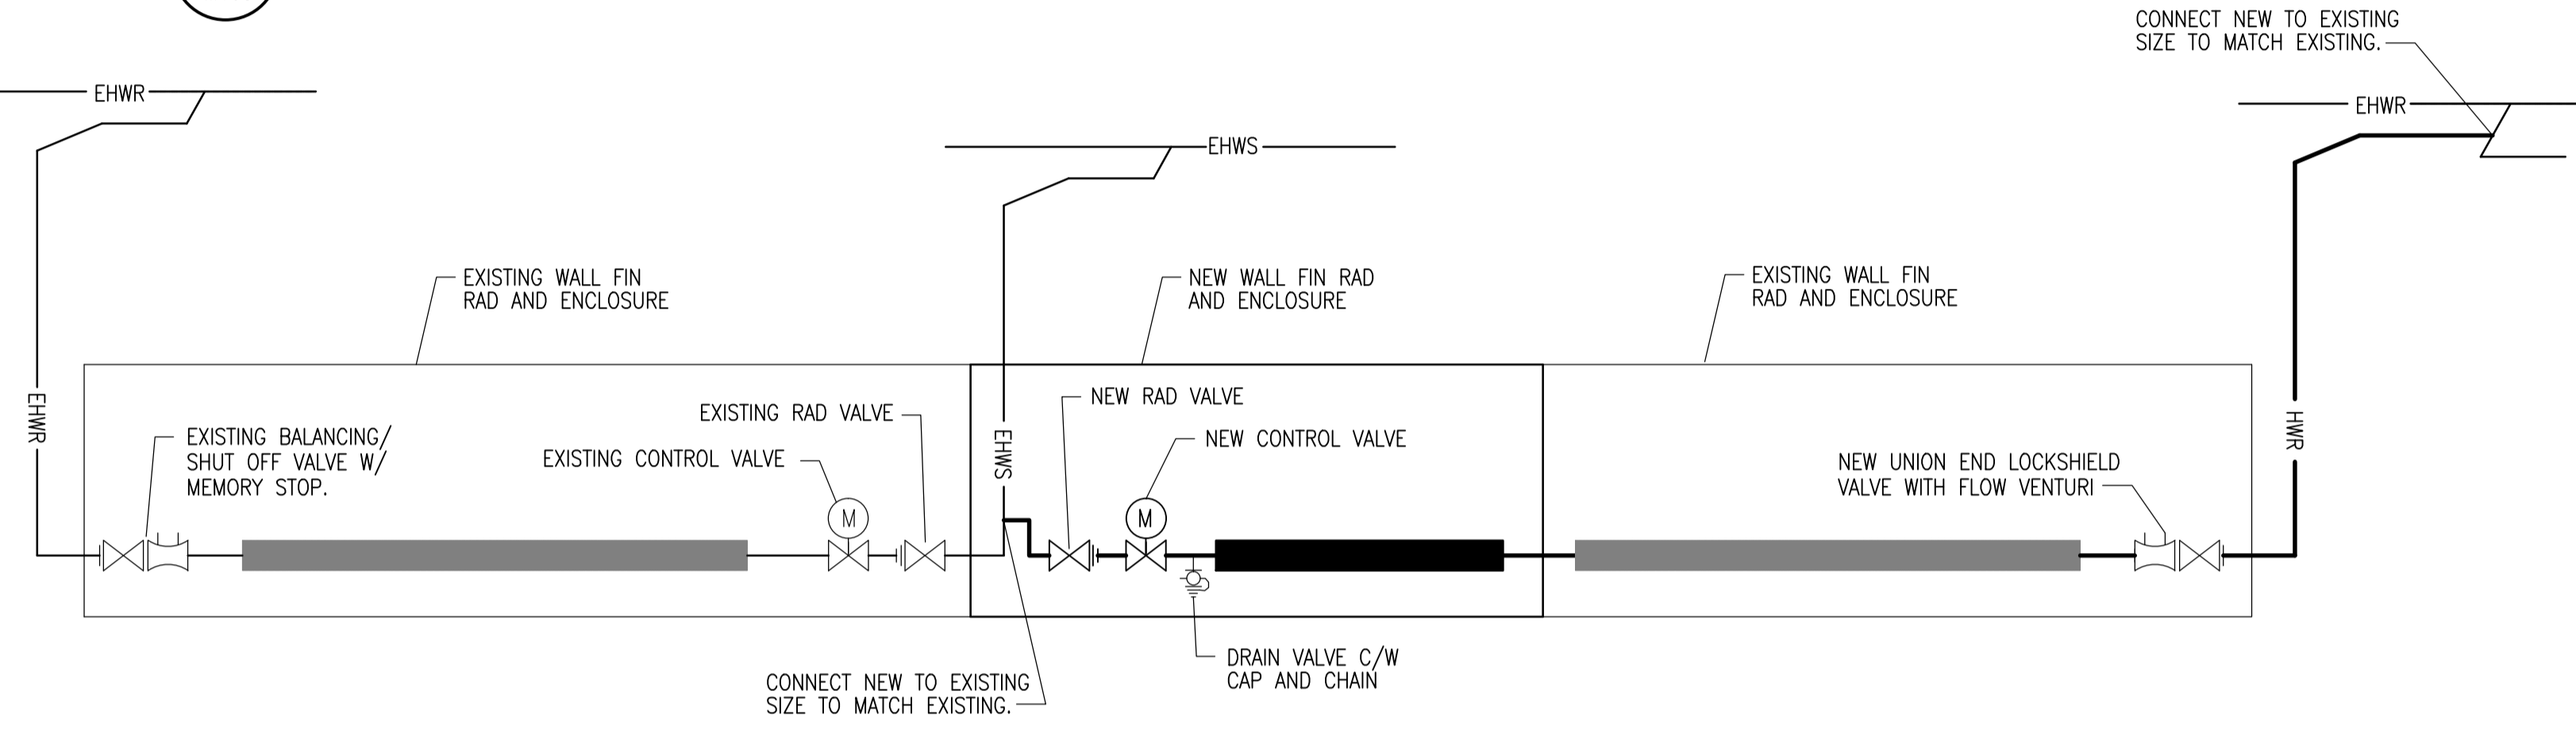 CONNECT NEW TO EXISTING
SIZE TO MATCH EXISTING.
EHWR
EHWR
EHWS
EXISTING WALL FIN
RAD AND ENCLOSURE
NEW WALL FIN RAD
AND ENCLOSURE
EXISTING WALL FIN
RAD AND ENCLOSURE
EHWR
EXISTING BALANCING/
SHUT OFF VALVE W/
MEMORY STOP.
EXISTING RAD VALVE
EXISTING CONTROL VALVE
M
EHWS
NEW RAD VALVE
NEW CONTROL VALVE
M
NEW UNION END LOCKSHIELD
VALVE WITH FLOW VENTURI
HWR
CONNECT NEW TO EXISTING
SIZE TO MATCH EXISTING.
DRAIN VALVE C/W
CAP AND CHAIN